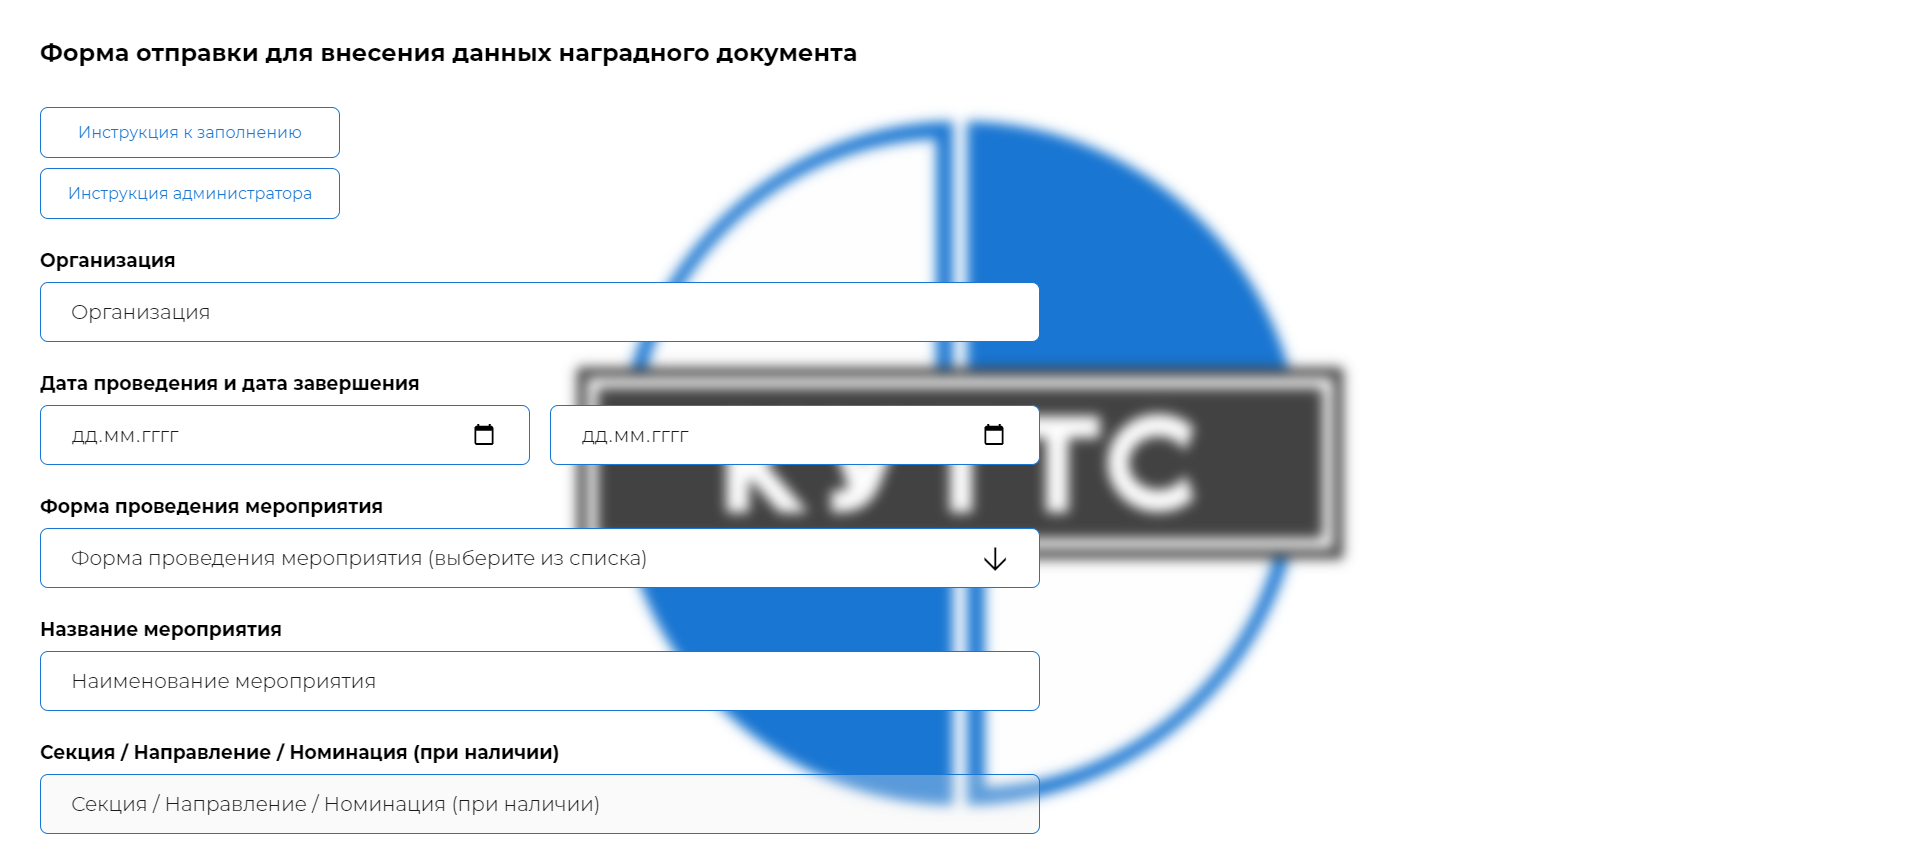 Форма отправки для внесения данных наградного документа
Инструкция к заполнению
Инструкция администратора
Организация
Организация
Дата проведения и дата завершения
дд.мм.гггг дд.мм.гггг
Форма проведения мероприятия
Форма проведения мероприятия (выберите из списка)
Название мероприятия
Наименование мероприятия
Секция / Направление / Номинация (при наличии)
Секция / Направление / Номинация (при наличии)